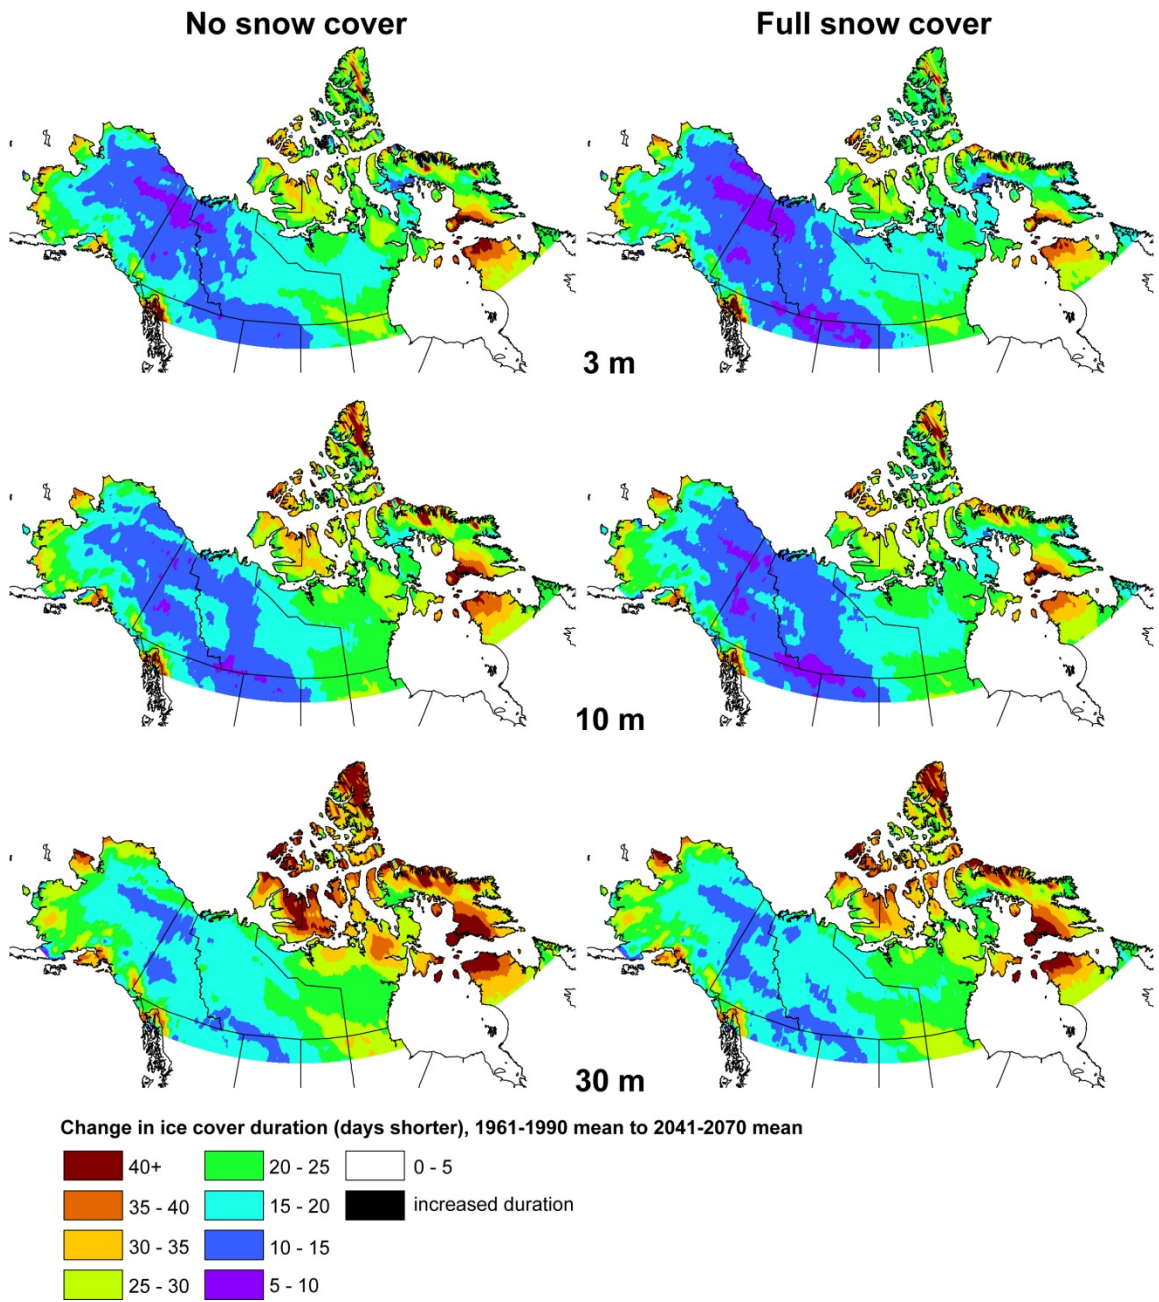 No snow cover
Full snow cover
3 m
10 m
30 m
Change in ice cover duration (days shorter), 1961-1990 mean to 2041-2070 mean
40+
20 - 25
0 - 5
35 - 40
15 - 20
increased duration
30 - 35
10 - 15
25 - 30
5 - 10